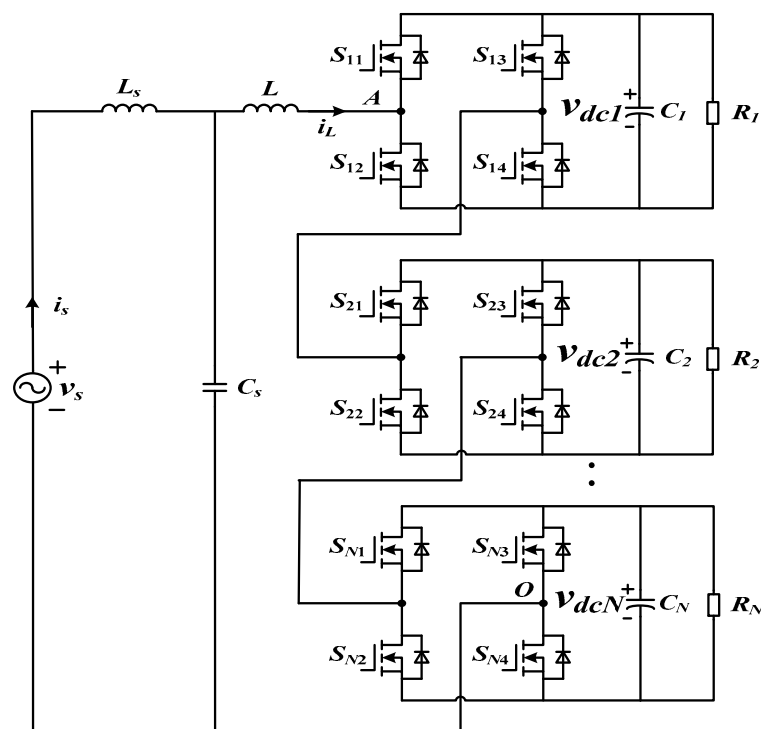 S11 S13
Ls L A
iL
vdc1 + - C1 R1
S12 S14
S21 S23
is
vdc2 + - C2 R2
+ vs -
Cs
S22 S24
:
SN1 SN3
O vdcN + - CN RN
SN2 SN4